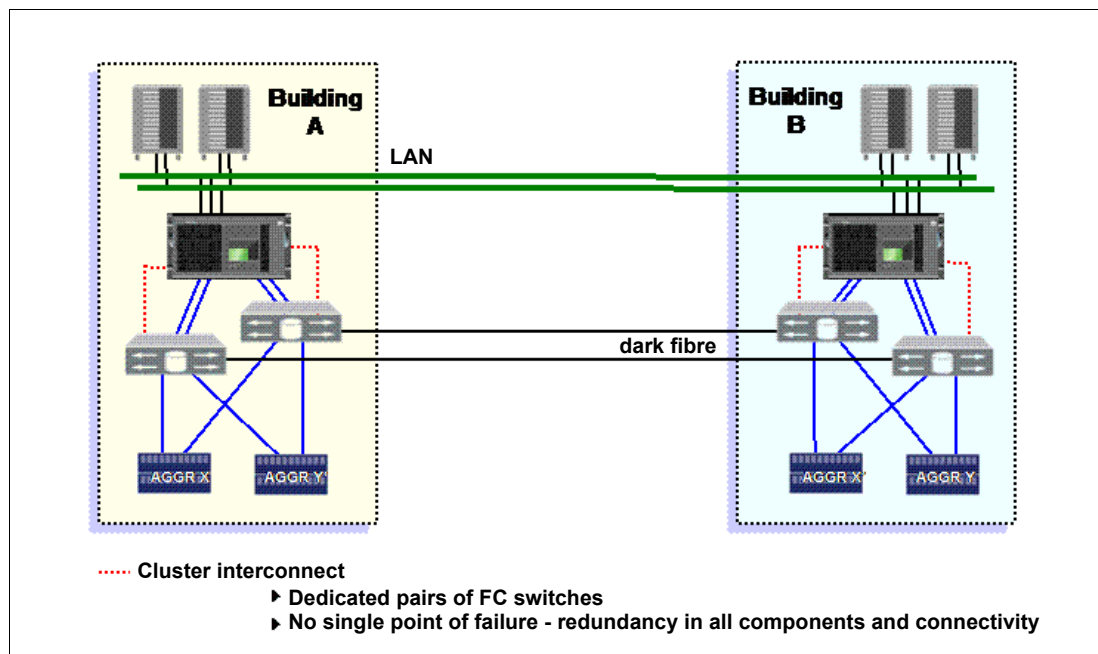 Building
A
Building
B
LAN
dark fibre
AGGR X
AGGR Y'
AGGR X'
AGGR Y
Cluster interconnect
Dedicated pairs of FC switches
No single point of failure - redundancy in all components and connectivity